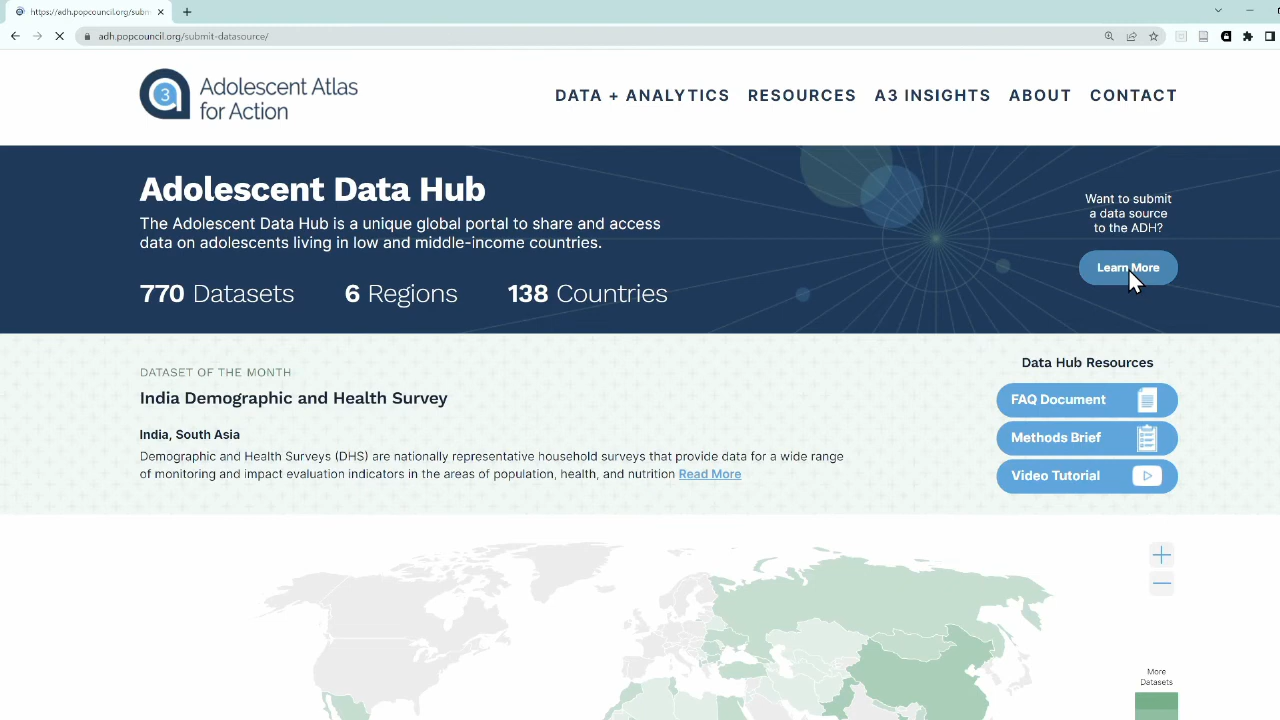 https://adh.popcouncil.org/subm
adh.popcouncil.org/submit-datasource/
3
Adolescent Atlas
for Action
DATA + ANALYTICS RESOURCES A3 INSIGHTS ABOUT CONTACT
Adolescent Data Hub
The Adolescent Data Hub is a unique global portal to share and access
data on adolescents living in low and middle-income countries.
770 Datasets 6 Regions 138 Countries
Want to submit
a data source
to the ADH?
Learn More
DATASET OF THE MONTH
India Demographic and Health Survey
India, South Asia
Demographic and Health Surveys (DHS) are nationally representative household surveys that provide data for a wide range
of monitoring and impact evaluation indicators in the areas of population, health, and nutrition Read More
Data Hub Resources
FAQ Document
Methods Brief
Video Tutorial
More
Datasets